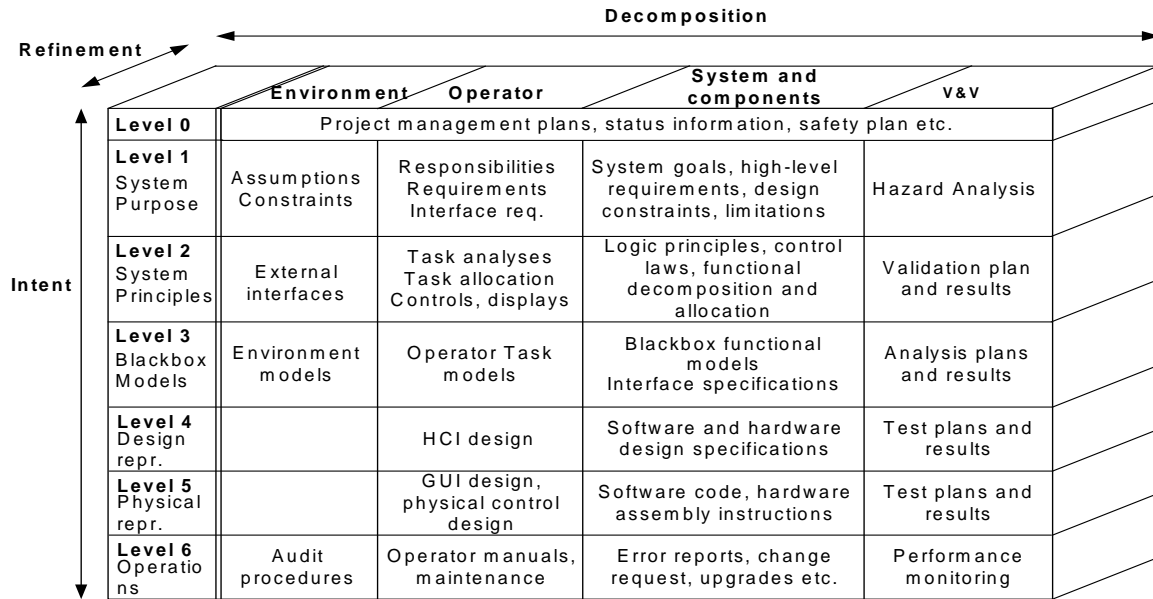 Decomposition
Refinement
Intent
Environment
Operator
System and
components
V&V
Level 0
Project management plans, status information, safety plan etc.
Level 1
System
Purpose
Assumptions
Constraints
Responsibilities
Requirements
Interface req.
System goals, high-level
requirements, design
constraints, limitations
Hazard Analysis
Level 2
System
Principles
External
interfaces
Task analyses
Task allocation
Controls, displays
Logic principles, control
laws, functional
decomposition and
allocation
Validation plan
and results
Level 3
Blackbox
Models
Environment
models
Operator Task
models
Blackbox functional
models
Interface specifications
Analysis plans
and results
Level 4
Design
repr.
HCI design
Software and hardware
design specifications
Test plans and
results
Level 5
Physical
repr.
GUI design,
physical control
design
Software code, hardware
assembly instructions
Test plans and
results
Level 6
Operatio
ns
Audit
procedures
Operator manuals,
maintenance
Error reports, change
request, upgrades etc.
Performance
monitoring